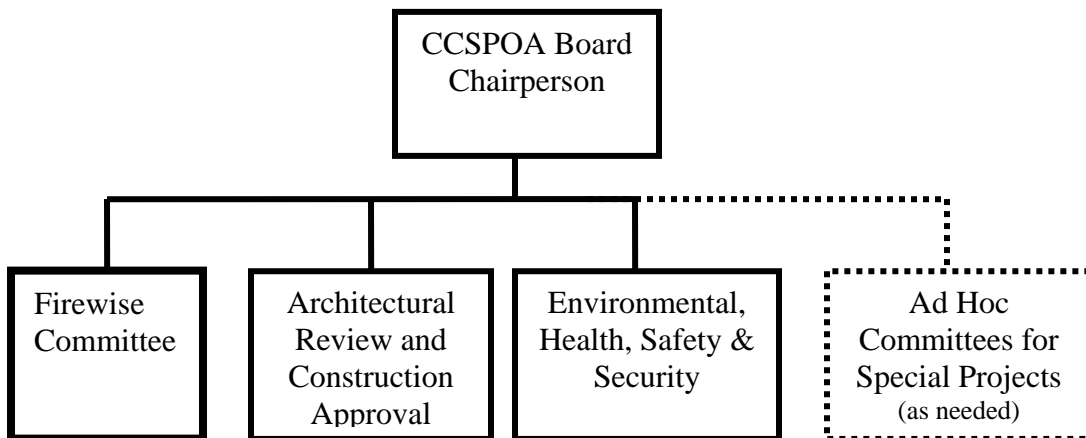 CCSPOA Board
Chairperson
Firewise
Committee
Architectural
Review and
Construction
Approval
Environmental,
Health, Safety &
Security
Ad Hoc
Committees for
Special Projects
(as needed)